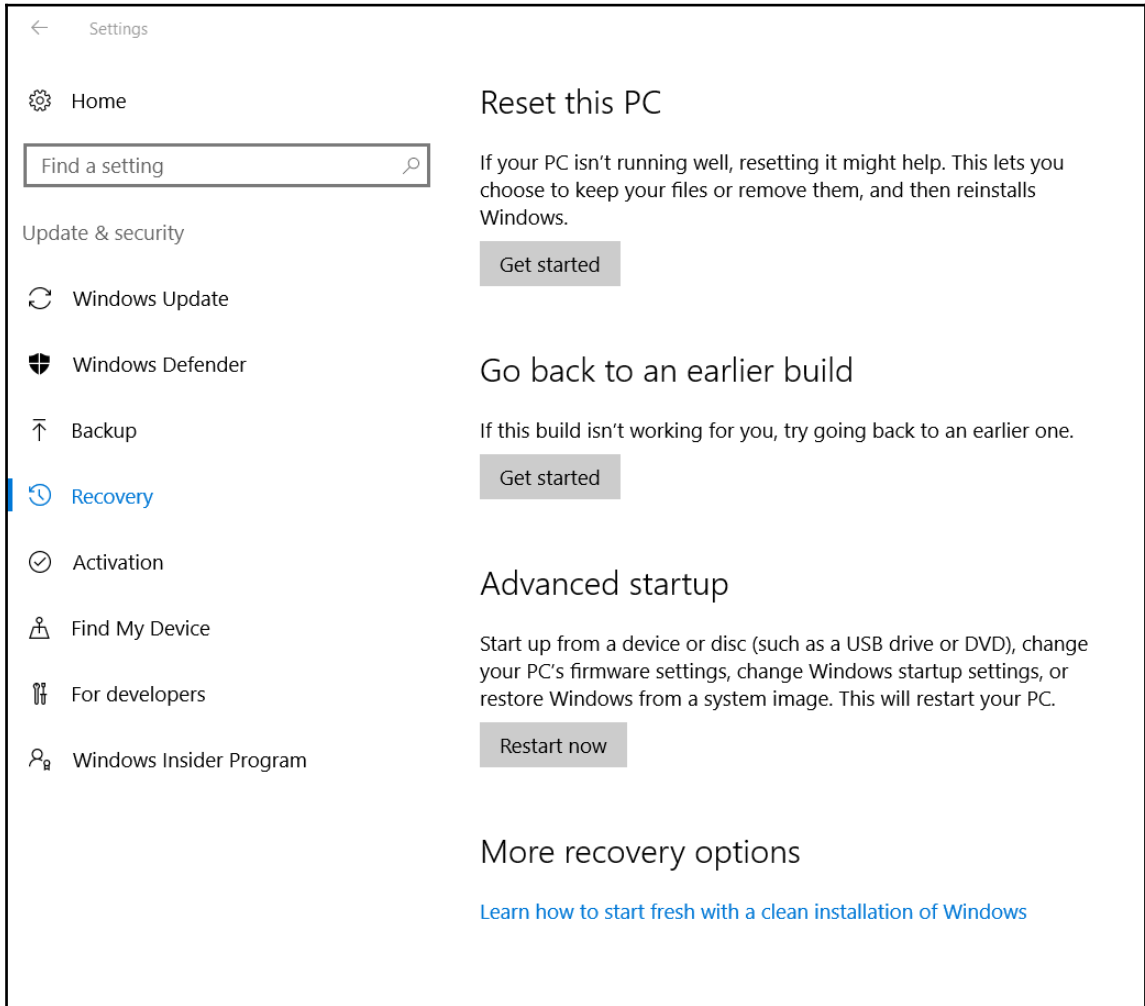 Settings
Home
Find a setting
Update & security
Windows Update
Windows Defender
Backup
Recovery
Activation
Find My Device
For developers
Windows Insider Program
Reset this PC
If your PC isn’t running well, resetting it might help. This lets you
choose to keep your files or remove them, and then reinstalls
Windows.
Get started
Go back to an earlier build
If this build isn’t working for you, try going back to an earlier one.
Get started
Advanced startup
Start up from a device or disc (such as a USB drive or DVD), change
your PC’s firmware settings, change Windows startup settings, or
restore Windows from a system image. This will restart your PC.
Restart now
More recovery options
Learn how to start fresh with a clean installation of Windows